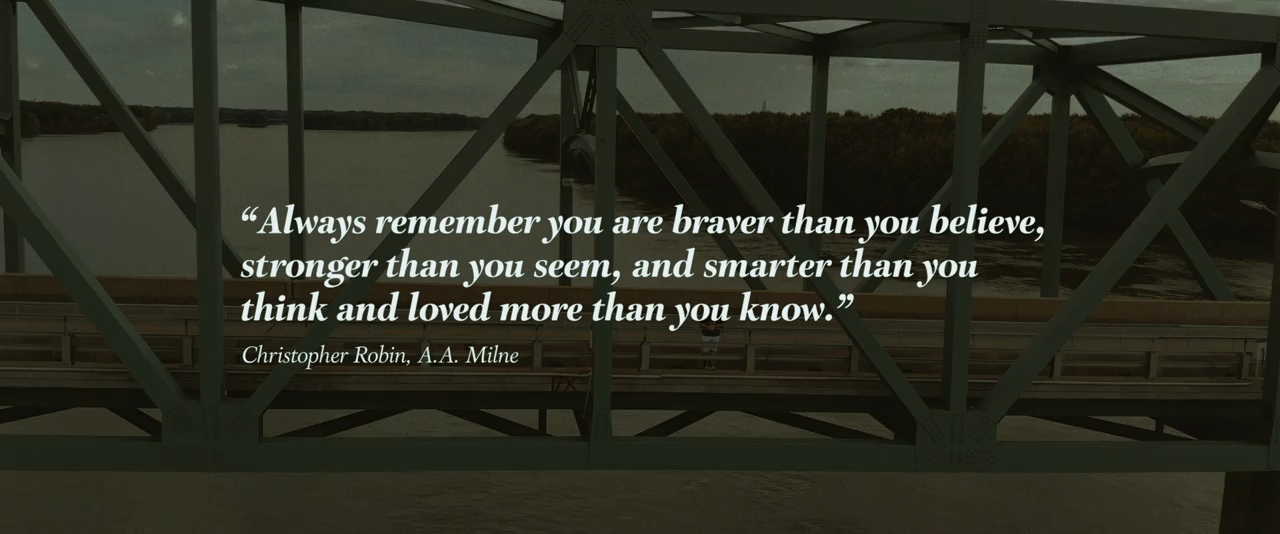 “Always remember you are braver than you believe,
stronger than you seem, and smarter than you
think and loved more than you know.”
Christopher Robin, A.A. Milne